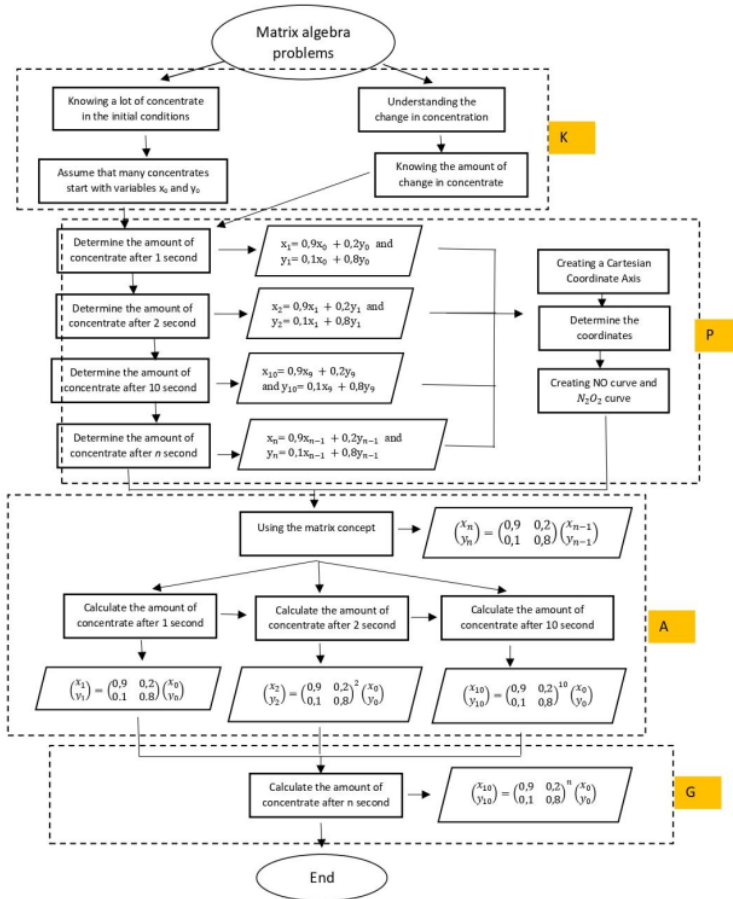 Matrix algebra
problems
Knowing a lot of concentrate
in the initial conditions
Understanding the
change in concentration
K
Assume that many concentrates
start with variables x₀ and y₀
Knowing the amount of
change in concentrate
Determine the amount of
concentrate after 1 second
x₁= 0,9x₀ + 0,2y₀ and
y₁= 0,1x₀ + 0,8y₀
Creating a Cartesian
Coordinate Axis
Determine the amount of
concentrate after 2 second
x₂= 0,9x₁ + 0,2y₁ and
y₂= 0,1x₁ + 0,8y₁
Determine the
coordinates
P
Determine the amount of
concentrate after 10 second
x₁₀= 0,9x₉ + 0,2y₉
and y₁₀= 0,1x₉ + 0,8y₉
Creating NO curve and
N₂O₂ curve
Determine the amount of
concentrate after n second
xₙ= 0,9xₙ₋₁ + 0,2yₙ₋₁ and
yₙ= 0,1xₙ₋₁ + 0,8yₙ₋₁
Using the matrix concept
(xₙ) = (0,9 0,2) (xₙ₋₁)
(yₙ) (0,1 0,8) (yₙ₋₁)
Calculate the amount of
concentrate after 1 second
Calculate the amount of
concentrate after 2 second
Calculate the amount of
concentrate after 10 second
A
(x₁) = (0,9 0,2) (x₀)
(y₁) (0.1 0.8) (y₀)
(x₂) = (0,9 0,2)² (x₀)
(y₂) (0,1 0,8) (y₀)
(x₁₀) = (0,9 0,2)¹⁰ (x₀)
(y₁₀) (0,1 0,8) (y₀)
Calculate the amount of
concentrate after n second
(x₁₀) = (0,9 0,2)ⁿ (x₀)
(y₁₀) (0,1 0,8) (y₀)
G
End